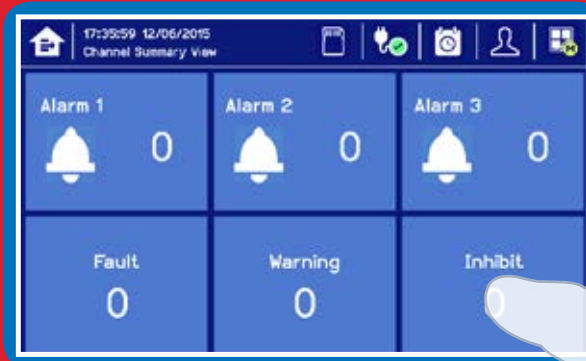 17:35:59 12/06/2015
Channel Summary View
Alarm 1
0
Alarm 2
0
Alarm 3
0
Fault
0
Warning
0
Inhibit
0
M